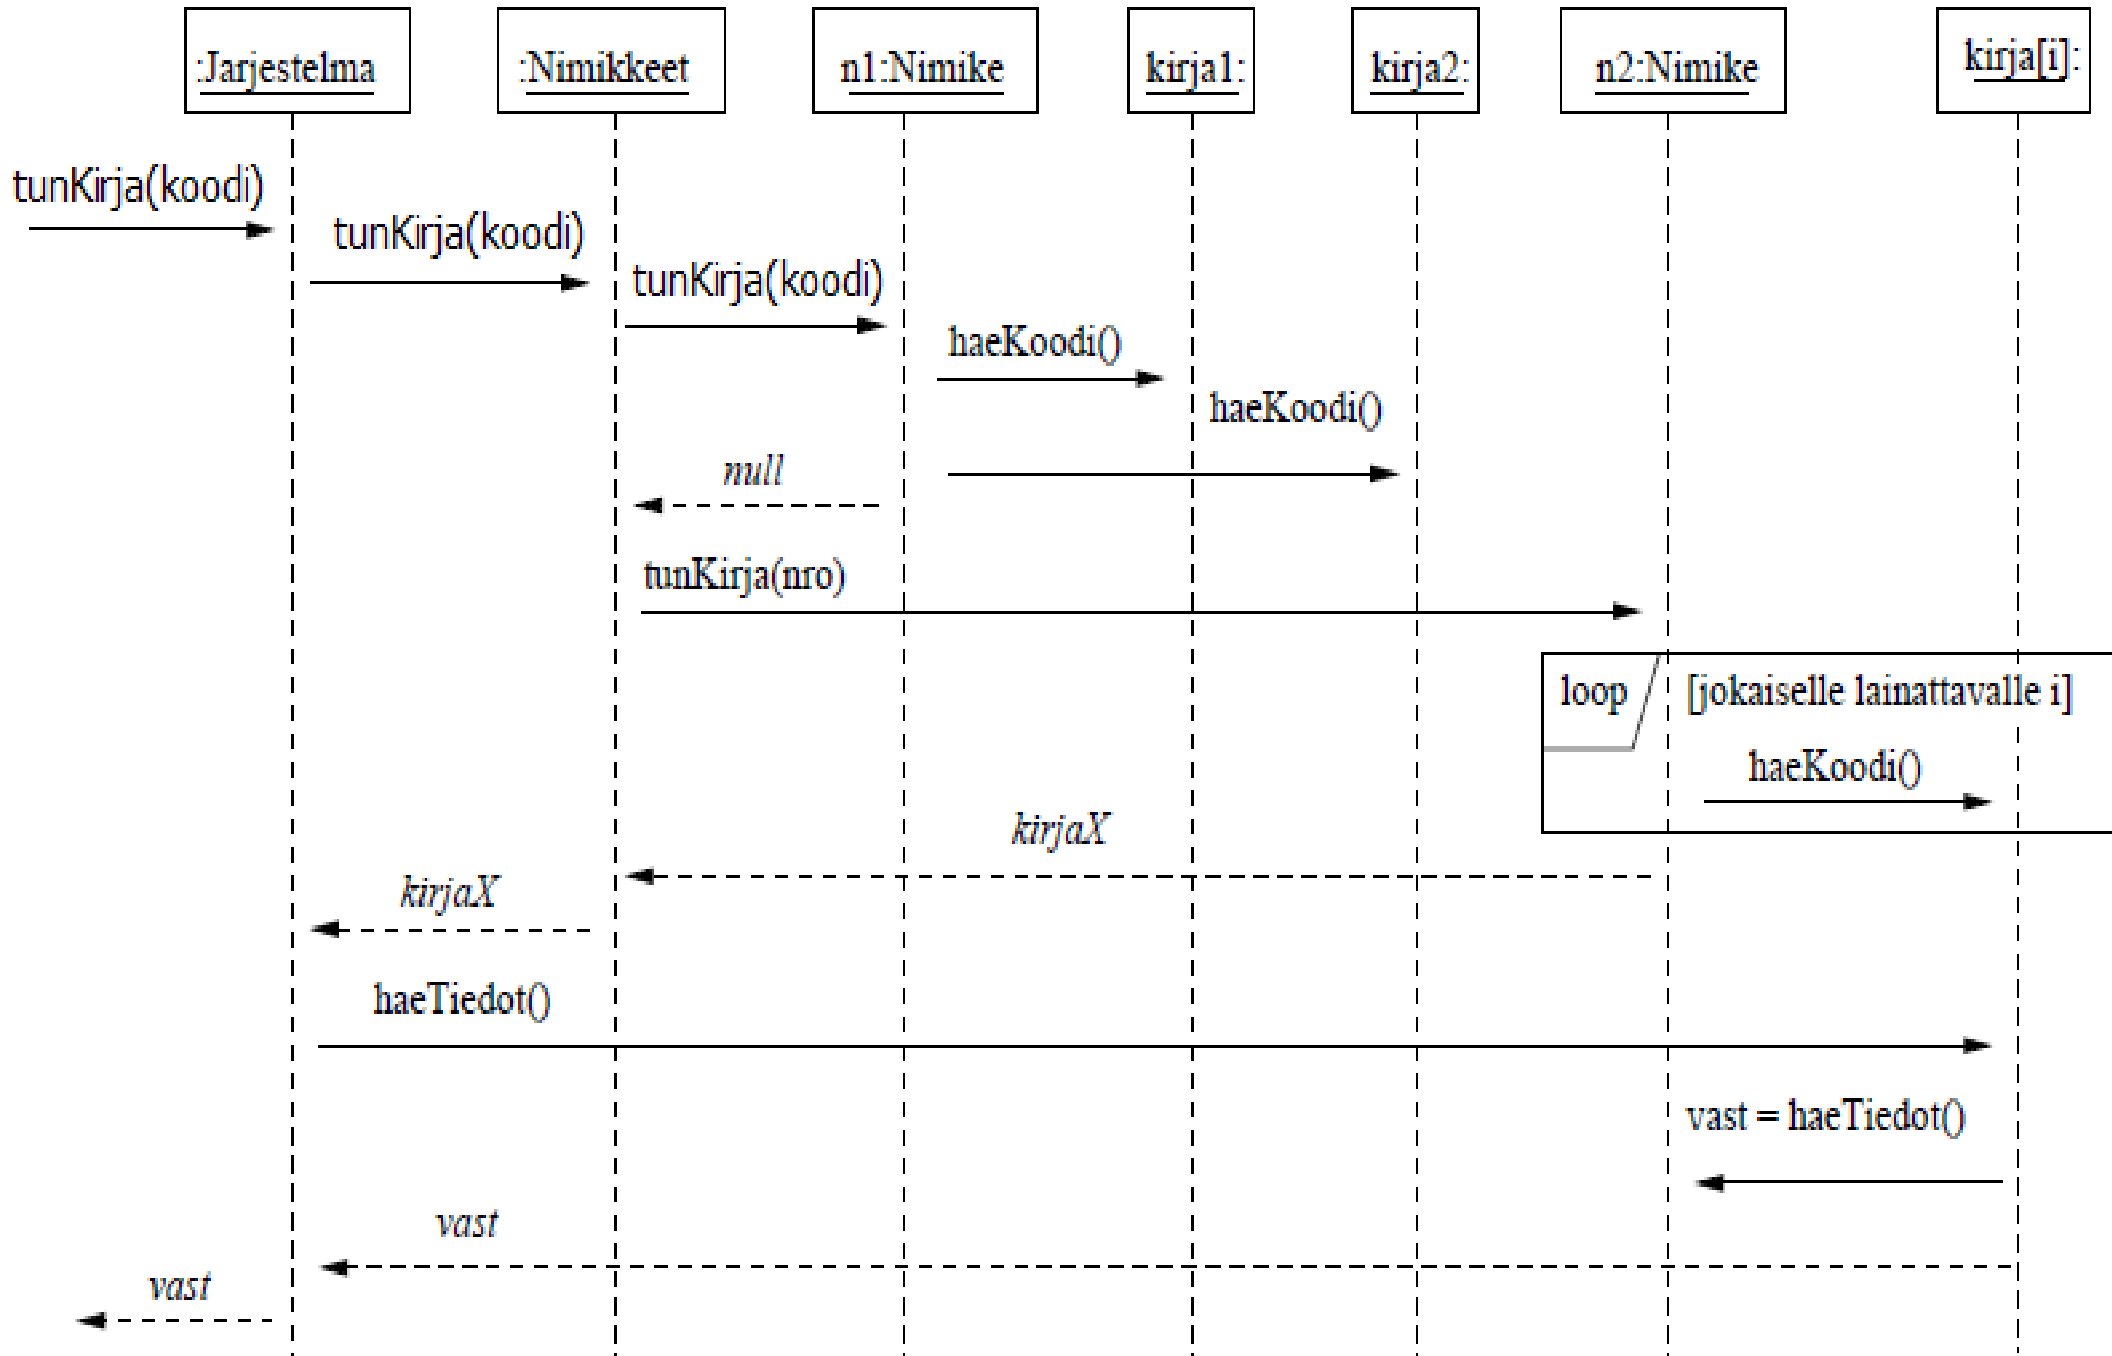 :Jarjestelma
:Nimikkeet
n1:Nimike
kirja1:
kirja2:
n2:Nimike
kirja[i]:
tunKirja(koodi)
tunKirja(koodi)
tunKirja(koodi)
haeKoodi()
haeKoodi()
null
tunKirja(nro)
loop
[jokaiselle lainattavalle i]
haeKoodi()
kirjaX
kirjaX
haeTiedot()
vast = haeTiedot()
vast
vast